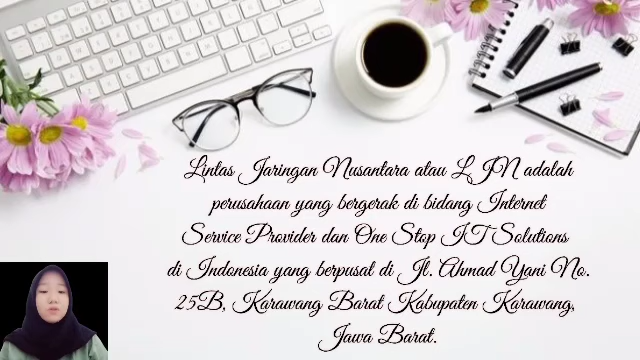 Lintas Jaringan Nusantara atau LJN adalah
perusahaan yang bergerak di bidang Internet
Service Provider dan One Stop IT Solutions
di Indonesia yang berpusat di Jl. Ahmad Yani No.
25B, Karawang Barat Kabupaten Karawang,
Jawa Barat.